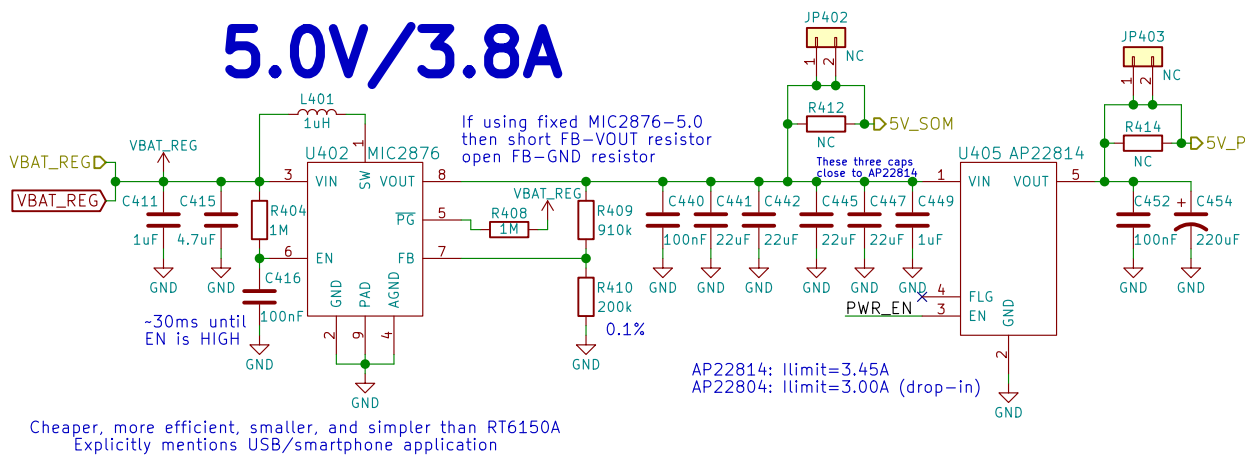 5.0V/3.8A
JP402
1
2
NC
JP403
1
2
NC
L401
1uH
If using fixed MIC2876-5.0
then short FB-VOUT resistor
open FB-GND resistor
R412
NC
5V_SOM
R414
NC
5V_P
VBAT_REG
VBAT_REG
VBAT_REG
U402 MIC2876
1
3
VIN
SW
VOUT
8
PG
5
FB
7
EN
6
GND
PAD
AGND
2
9
4
GND
C411
1uF
GND
C415
4.7uF
GND
R404
1M
C416
100nF
GND
~30ms until
EN is HIGH
VBAT_REG
R408
1M
R409
910k
R410
200k
0.1%
GND
These three caps
close to AP22814
C440
100nF
GND
C441
22uF
GND
C442
22uF
GND
C445
22uF
GND
C447
22uF
GND
C449
1uF
GND
U405 AP22814
1
VIN
VOUT
5
4
FLG
PWR_EN
3
EN
GND
2
GND
C452
100nF
GND
+
C454
220uF
GND
AP22814: Ilimit=3.45A
AP22804: Ilimit=3.00A (drop-in)
Cheaper, more efficient, smaller, and simpler than RT6150A
Explicitly mentions USB/smartphone application